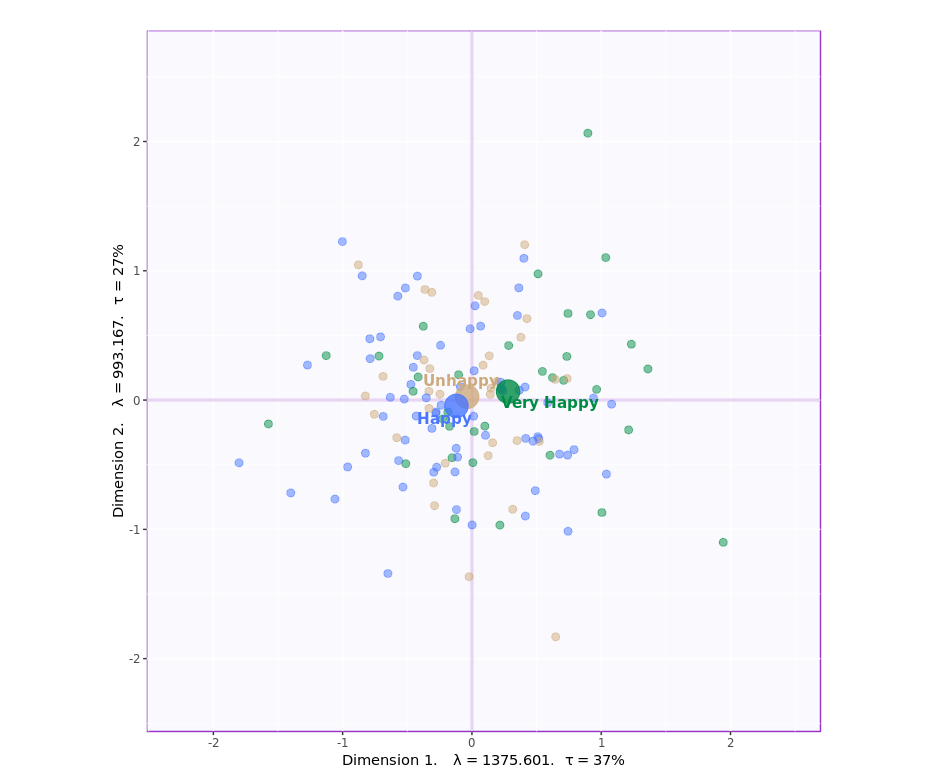 2
1
0
-1
-2
Dimension 2. λ = 993.167. τ = 27%
Unhappy
Very Happy
Happy
-2
-1
0
1
2
Dimension 1. λ = 1375.601. τ = 37%